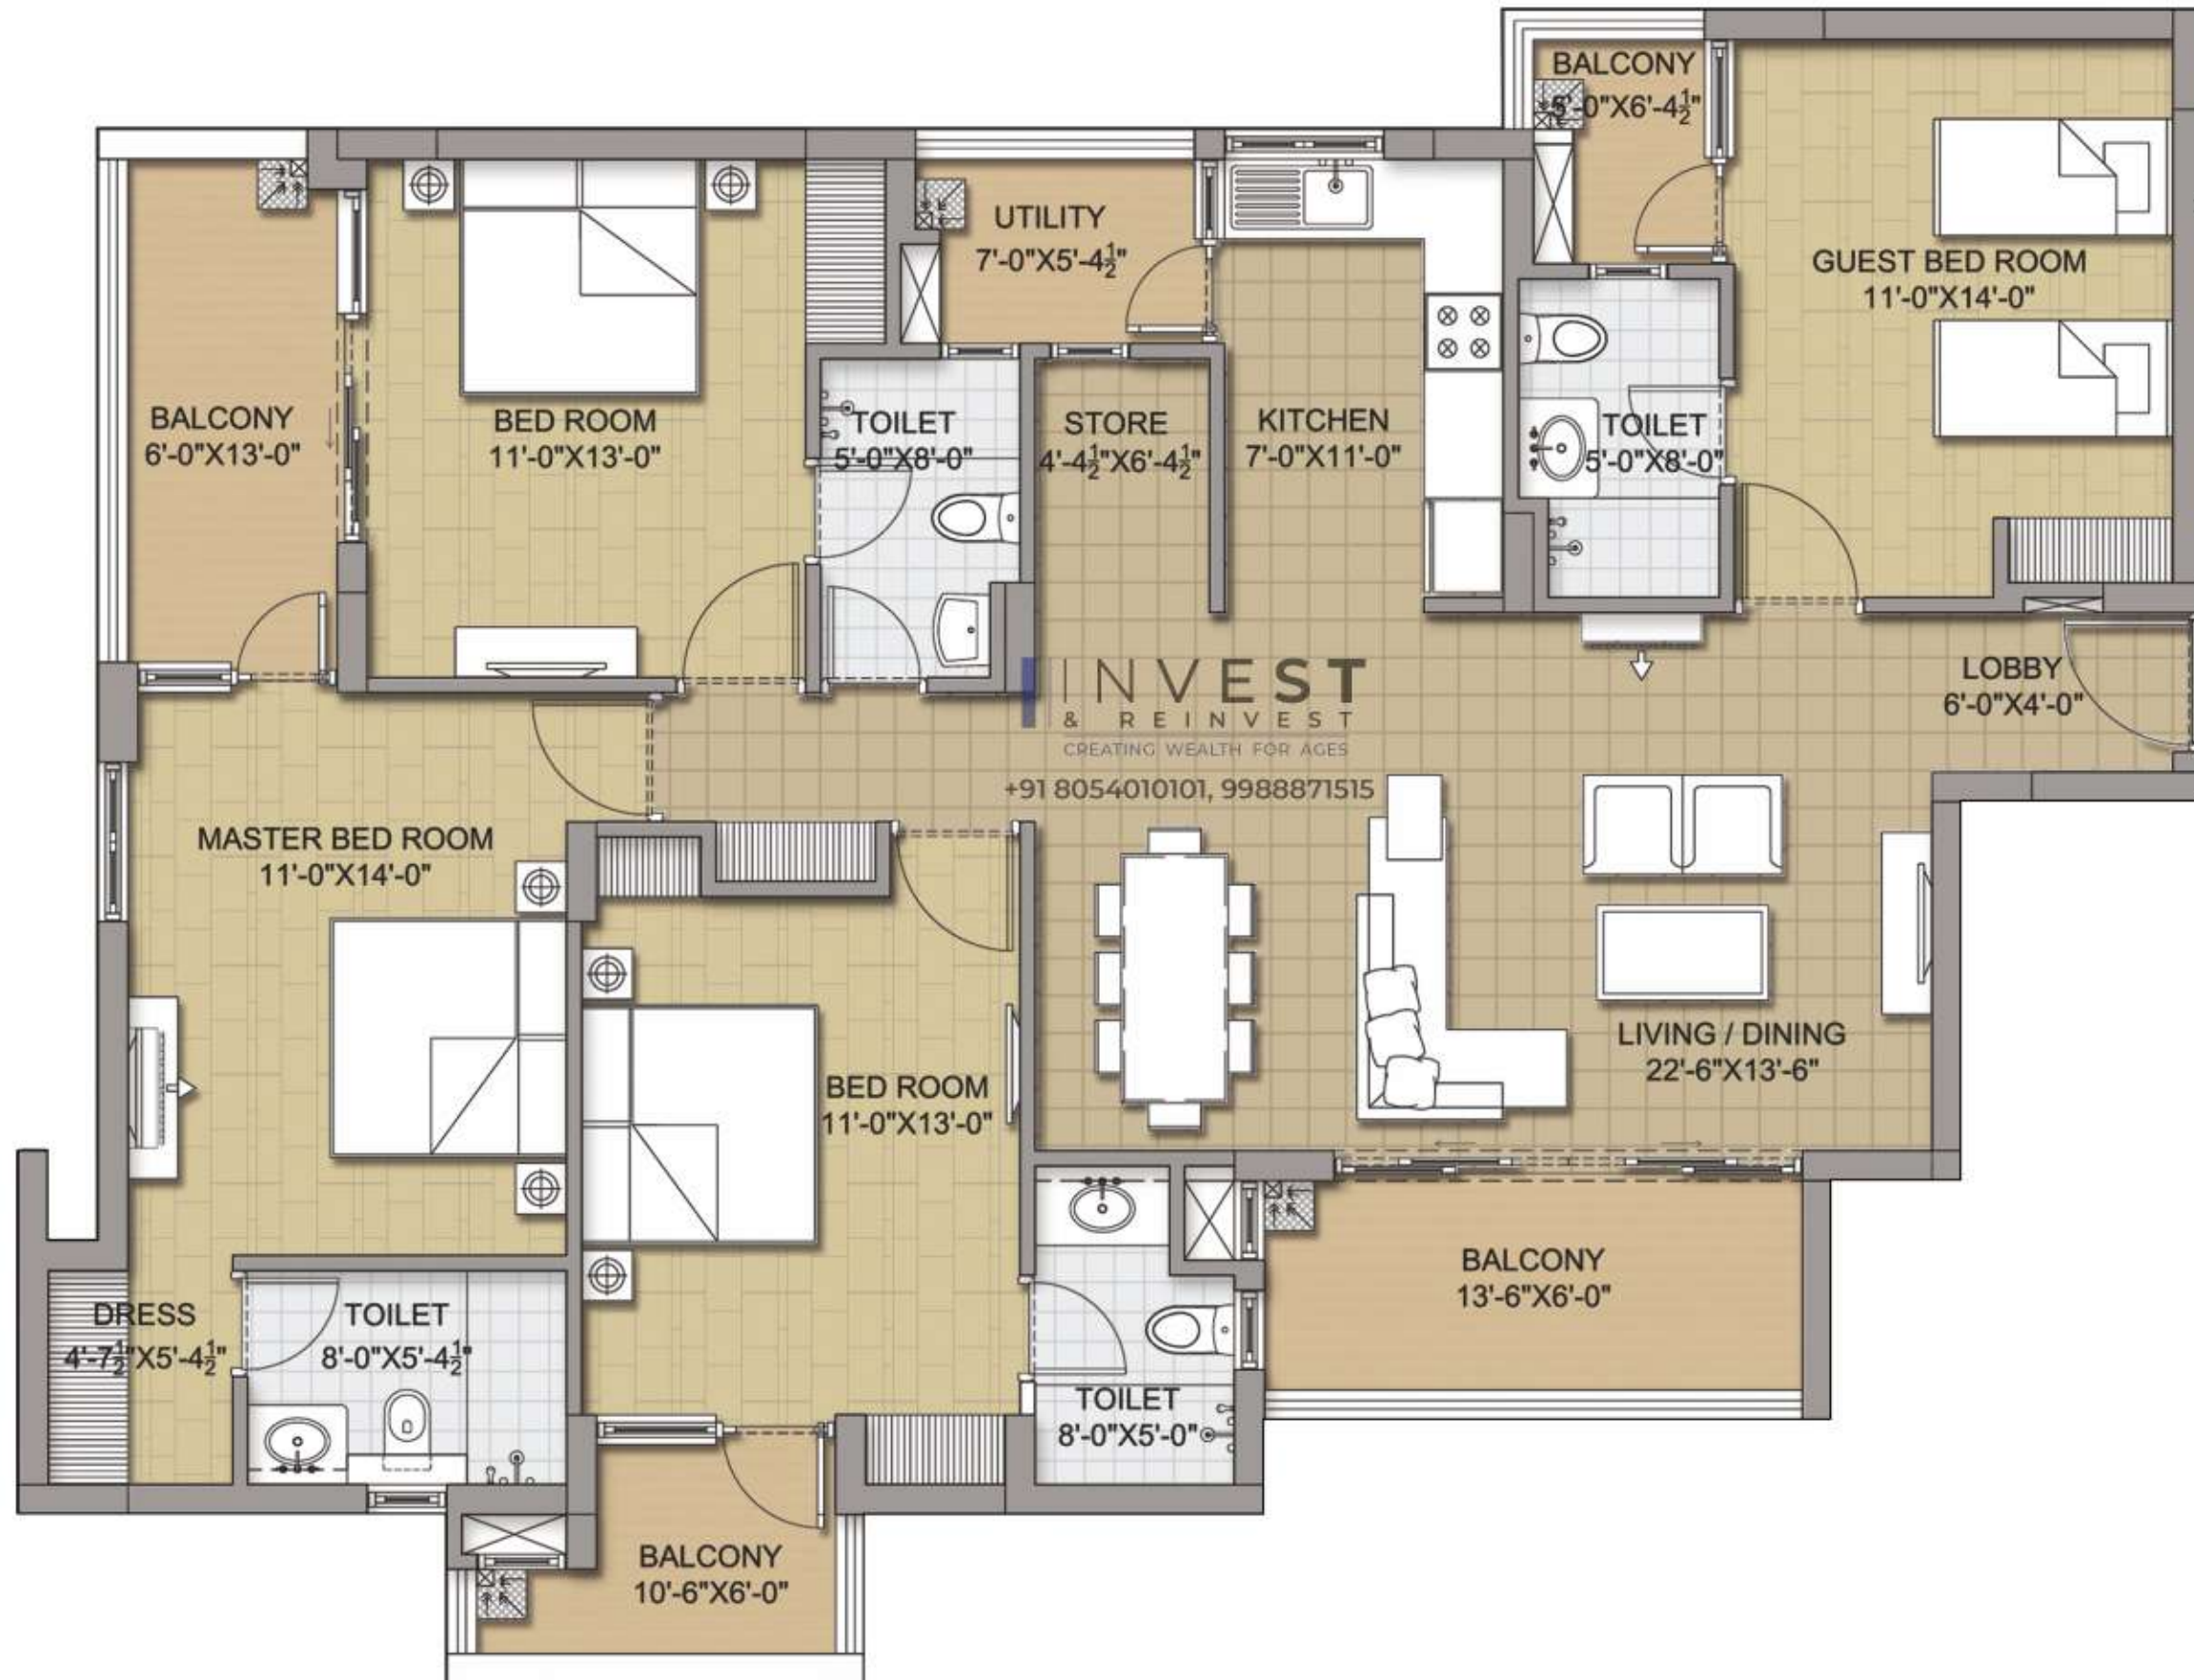 BALCONY
5'-0"X6'-4½"
GUEST BED ROOM
11'-0"X14'-0"
UTILITY
7'-0"X5'-4½"
BALCONY
6'-0"X13'-0"
BED ROOM
11'-0"X13'-0"
TOILET
5'-0"X8'-0"
STORE
4'-4½"X6'-4½"
KITCHEN
7'-0"X11'-0"
TOILET
5'-0"X8'-0"
LOBBY
6'-0"X4'-0"
INVEST
& REINVEST
CREATING WEALTH FOR AGES
+91 8054010101, 9988871515
MASTER BED ROOM
11'-0"X14'-0"
BED ROOM
11'-0"X13'-0"
LIVING / DINING
22'-6"X13'-6"
BALCONY
13'-6"X6'-0"
DRESS
4'-7½"X5'-4½"
TOILET
8'-0"X5'-4½"
TOILET
8'-0"X5'-0"
BALCONY
10'-6"X6'-0"